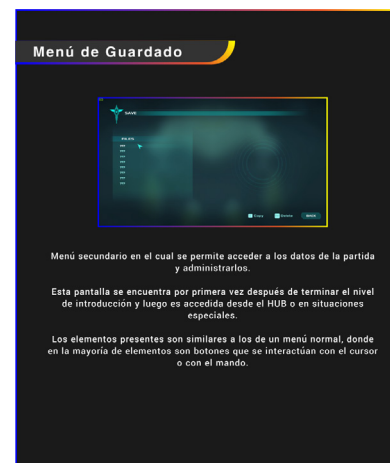 Menú de Guardado
SAVE
FILES
???
???
???
???
???
???
???
???
Copy
Delete
BACK
Menú secundario en el cual se permite acceder a los datos de la partida
y administrarlos.
Esta pantalla se encuentra por primera vez después de terminar el nivel
de introducción y luego es accedida desde el HUB o en situaciones
especiales.
Los elementos presentes son similares a los de un menú normal, donde
en la mayoría de elementos son botones que se interactúan con el cursor
o con el mando.